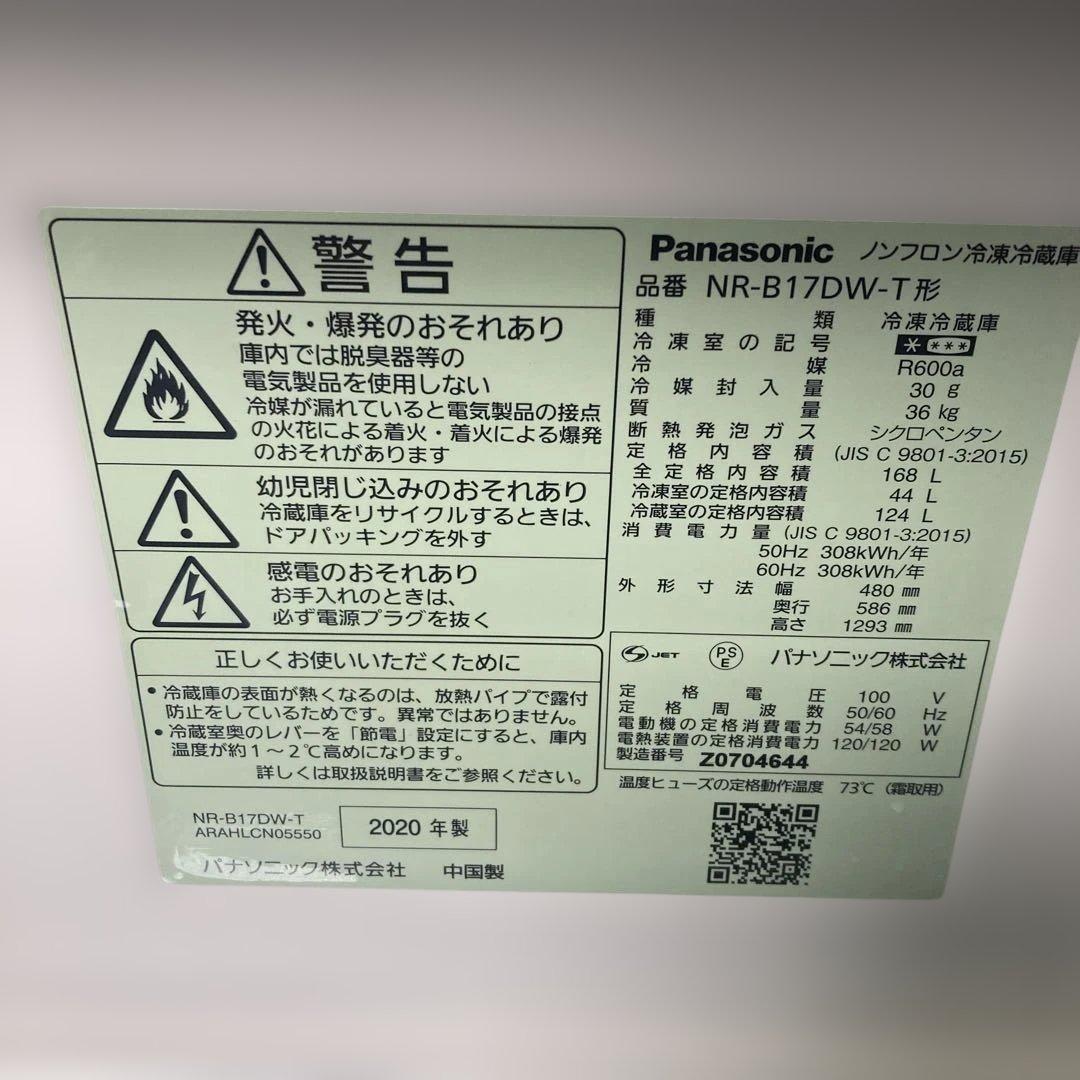 警告
発火・爆発のおそれあり
庫内では脱臭器等の
電気製品を使用しない
冷媒が漏れていると電気製品の接点
の火花による着火・着火による爆発
のおそれがあります
幼児閉じ込みのおそれあり
冷蔵庫をリサイクルするときは、
ドアパッキングを外す
感電のおそれあり
お手入れのときは、
必ず電源プラグを抜く
正しくお使いいただくために
• 冷蔵庫の表面が熱くなるのは、放熱パイプで露付
防止をしているためです。異常ではありません。
• 冷蔵室奥のレバーを「節電」設定にすると、庫内
温度が約1～2℃高めになります。
詳しくは取扱説明書をご参照ください。
NR-B17DW-T
ARAHLCN05550
2020 年製
パナソニック株式会社 中国製
Panasonic ノンフロン冷凍冷蔵庫
品番 NR-B17DW-T形
種類 冷凍冷蔵庫
冷凍室の記号 * ***
冷媒 R600a
冷媒封入量 30 g
質量 36 kg
断熱発泡ガス シクロペンタン
定格内容積 (JIS C 9801-3:2015)
全定格内容積 168 L
冷凍室の定格内容積 44 L
冷蔵室の定格内容積 124 L
消費電力量 (JIS C 9801-3:2015)
50Hz 308kWh/年
60Hz 308kWh/年
外形寸法 幅 480 mm
奥行 586 mm
高さ 1293 mm
JET PSE パナソニック株式会社
定格電圧 100 V
定格周波数 50/60 Hz
電動機の定格消費電力 54/58 W
電熱装置の定格消費電力 120/120 W
製造番号 Z0704644
温度ヒューズの定格動作温度 73℃（霜取用）